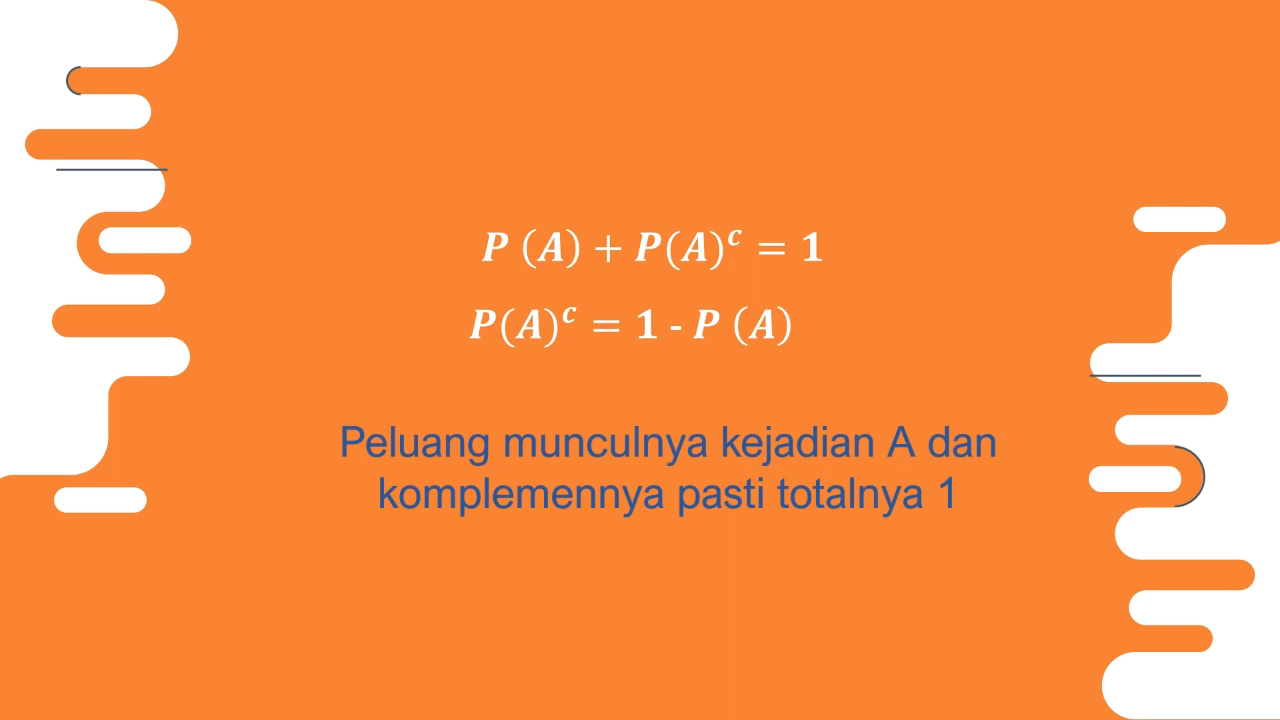 P (A) + P(A)ᶜ = 1
P(A)ᶜ = 1 - P (A)
Peluang munculnya kejadian A dan
komplemennya pasti totalnya 1